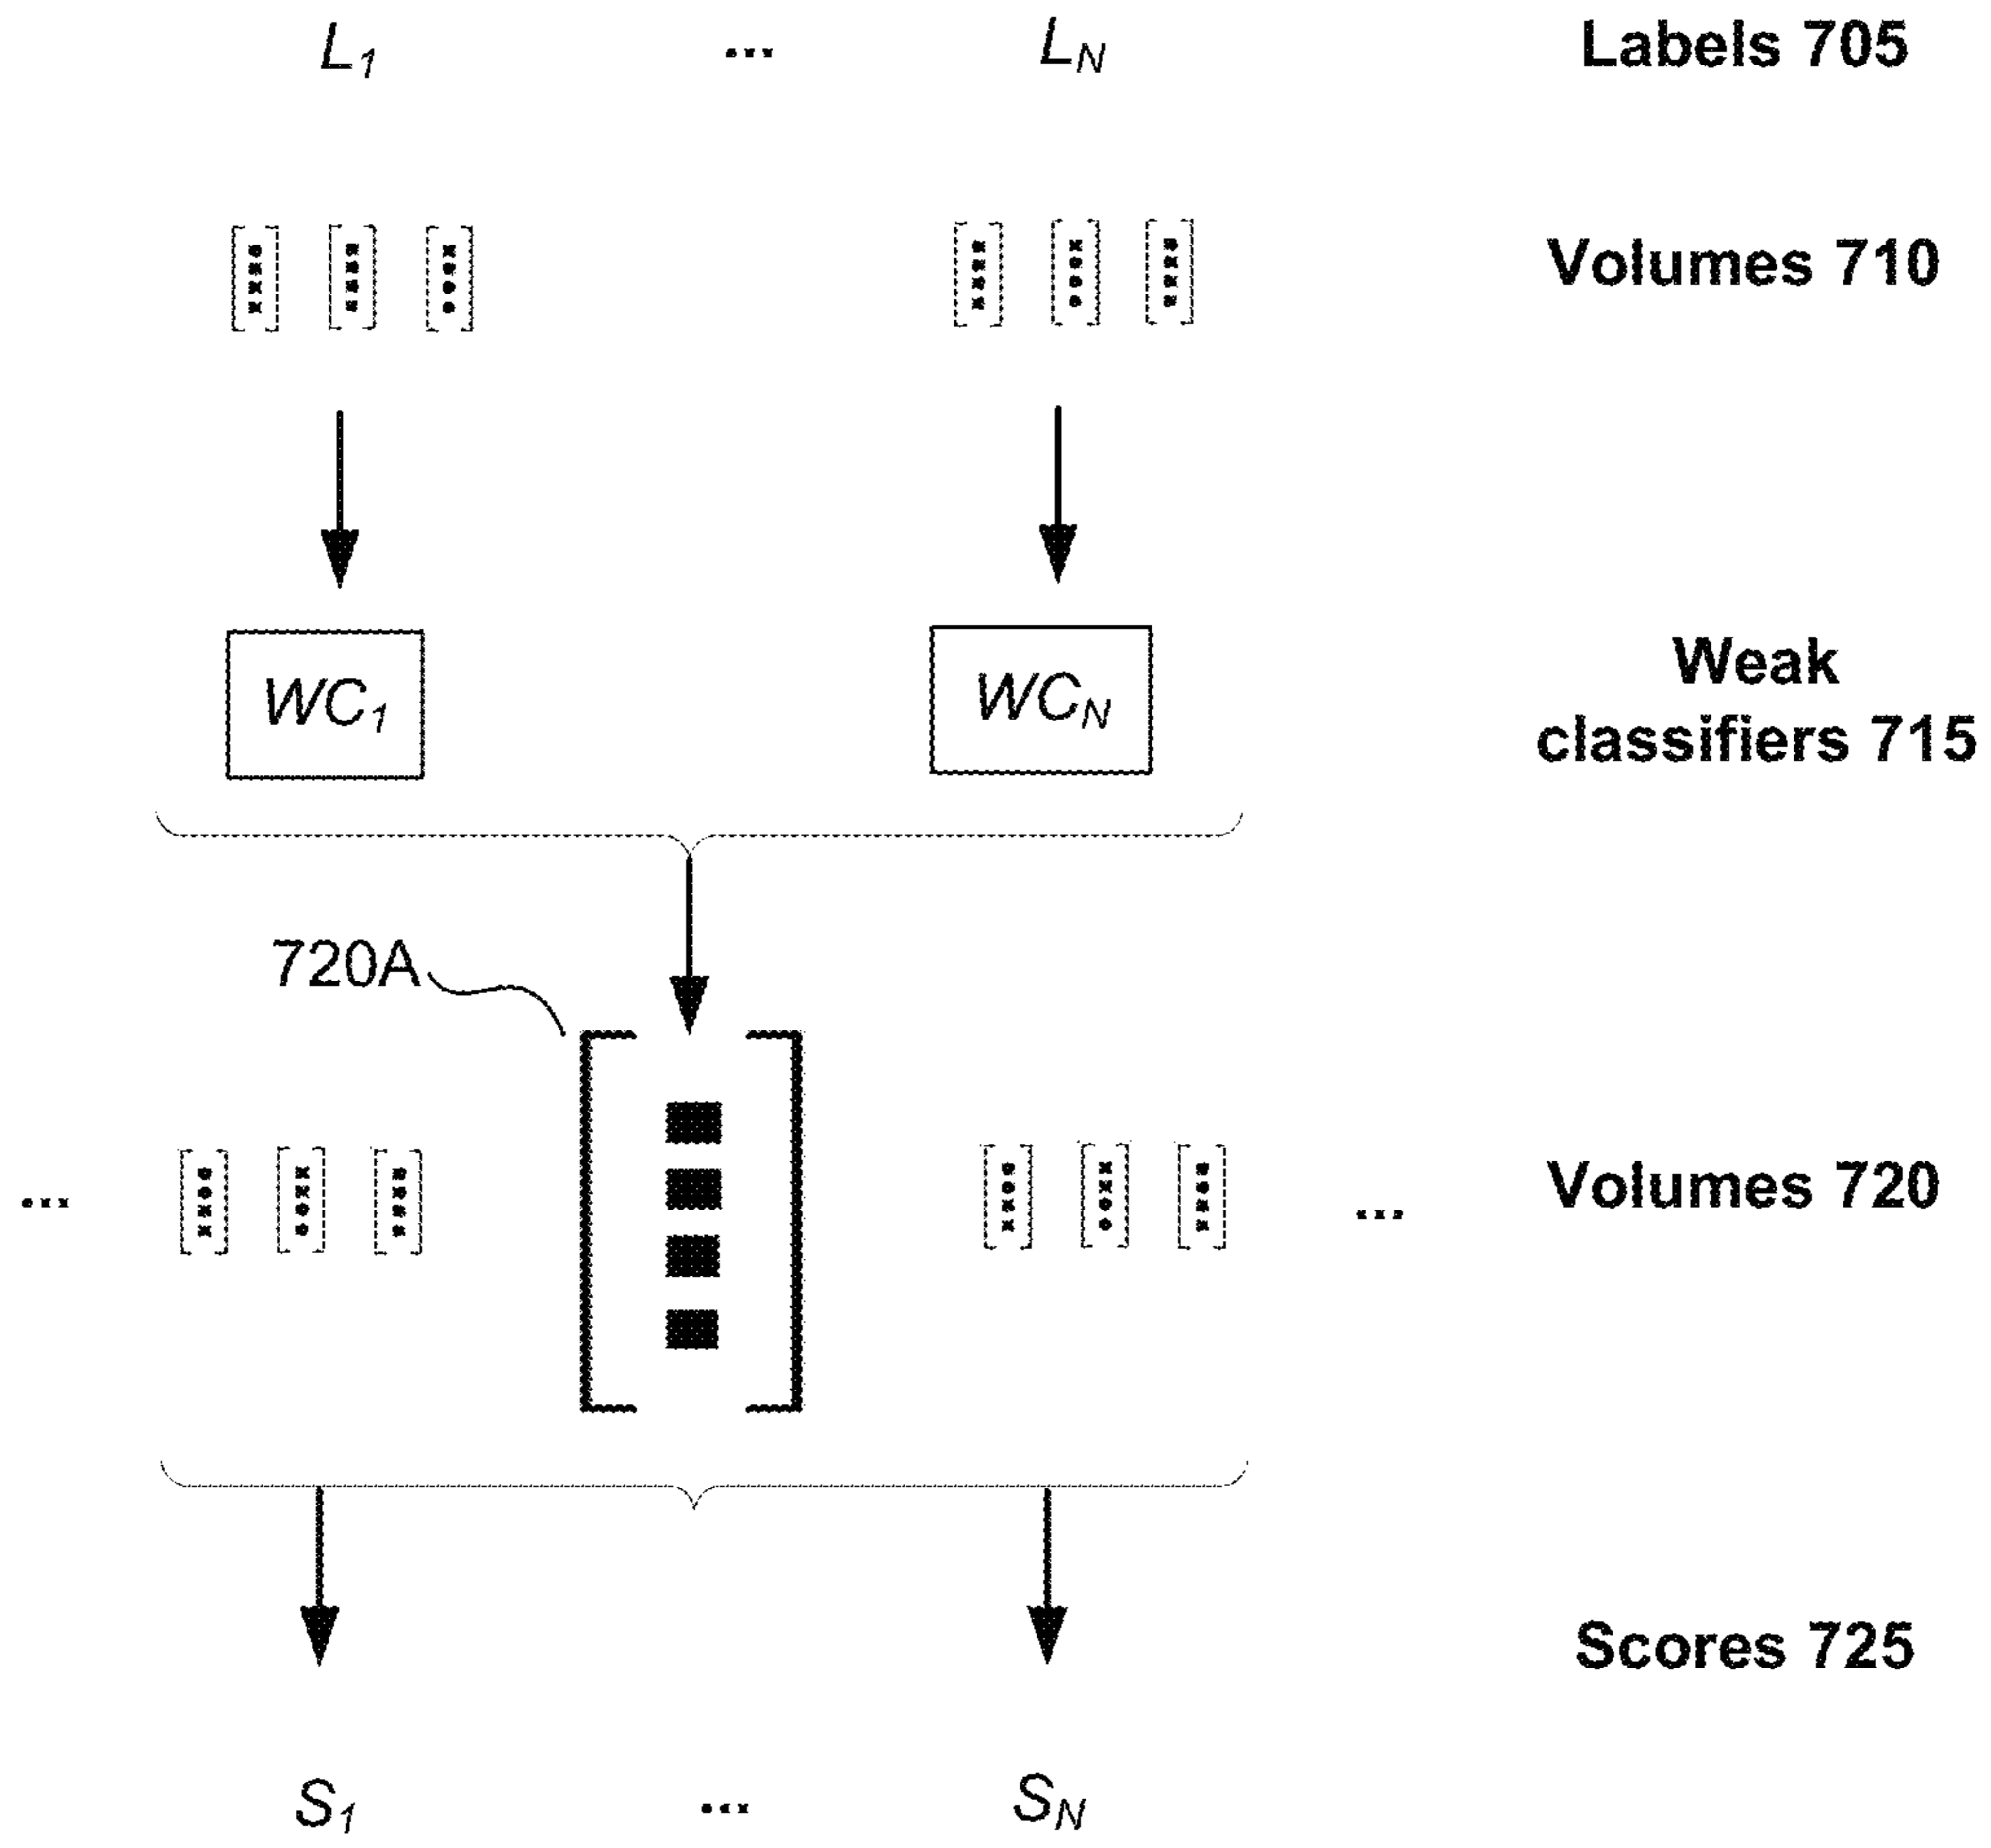 L1 ... LN Labels 705
Volumes 710
WC1 WCN Weak
classifiers 715
720A
... ... Volumes 720
Scores 725
S1 ... SN